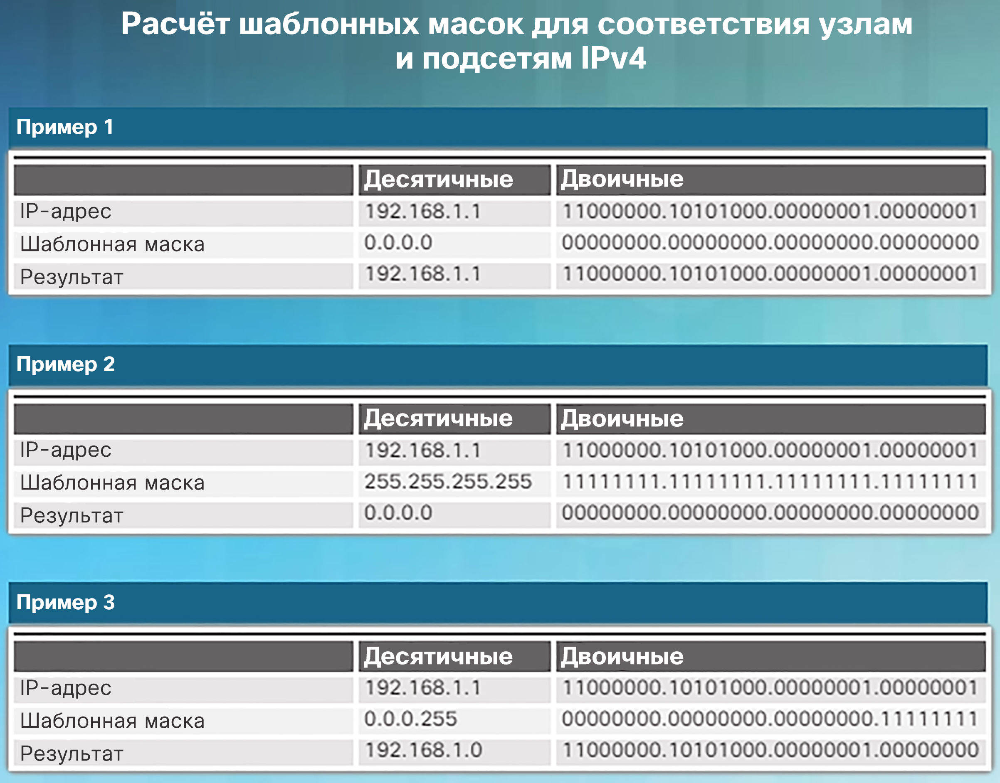 Расчёт шаблонных масок для соответствия узлам
и подсетям IPv4
Пример 1
Десятичные Двоичные
IP-адрес 192.168.1.1 11000000.10101000.00000001.00000001
Шаблонная маска 0.0.0.0 00000000.00000000.00000000.00000000
Результат 192.168.1.1 11000000.10101000.00000001.00000001
Пример 2
Десятичные Двоичные
IP-адрес 192.168.1.1 11000000.10101000.00000001.00000001
Шаблонная маска 255.255.255.255 11111111.11111111.11111111.11111111
Результат 0.0.0.0 00000000.00000000.00000000.00000000
Пример 3
Десятичные Двоичные
IP-адрес 192.168.1.1 11000000.10101000.00000001.00000001
Шаблонная маска 0.0.0.255 00000000.00000000.00000000.11111111
Результат 192.168.1.0 11000000.10101000.00000001.00000000